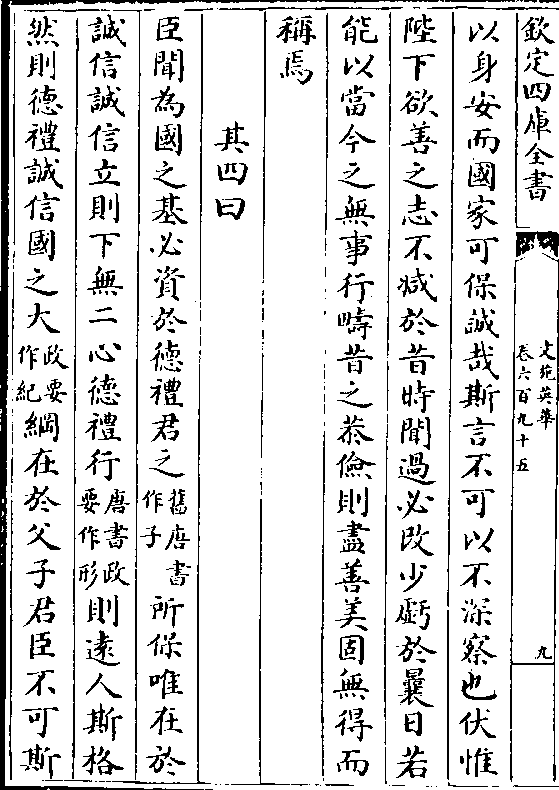 欽定四庫全書
文苑英華
卷六百九十五
九
以身安而國家可保誠哉斯言不可以不深察也伏惟
陛下欲善之志不減於昔時聞過必改少虧於曩日若
能以當今之無事行疇昔之恭儉則盡善美固無得而
稱焉
其四曰
臣聞為國之基必資於德禮君之舊唐書作子所保唯在於
誠信誠信立則下無二心德禮行唐書政要作形則遠人斯格
然則德禮誠信國之大政要作紀綱在於父子君臣不可斯